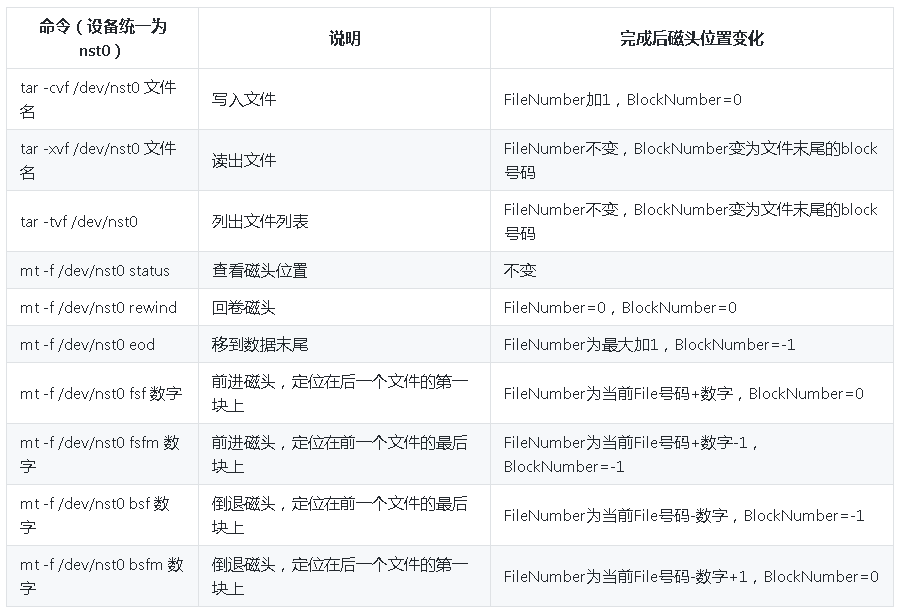 命令（设备统一为
nst0）
说明
完成后磁头位置变化
tar -cvf /dev/nst0 文件
名
写入文件
FileNumber加1，BlockNumber=0
tar -xvf /dev/nst0 文件
名
读出文件
FileNumber不变，BlockNumber变为文件末尾的block
号码
tar -tvf /dev/nst0
列出文件列表
FileNumber不变，BlockNumber变为文件末尾的block
号码
mt -f /dev/nst0 status
查看磁头位置
不变
mt -f /dev/nst0 rewind
回卷磁头
FileNumber=0，BlockNumber=0
mt -f /dev/nst0 eod
移到数据末尾
FileNumber为最大加1，BlockNumber=-1
mt -f /dev/nst0 fsf 数字
前进磁头，定位在后一个文件的第一
块上
FileNumber为当前File号码+数字，BlockNumber=0
mt -f /dev/nst0 fsfm 数
字
前进磁头，定位在前一个文件的最后
块上
FileNumber为当前File号码+数字-1，
BlockNumber=-1
mt -f /dev/nst0 bsf 数
字
倒退磁头，定位在前一个文件的最后
块上
FileNumber为当前File号码-数字，BlockNumber=-1
mt -f /dev/nst0 bsfm 数
字
倒退磁头，定位在后一个文件的第一
块上
FileNumber为当前File号码-数字+1，BlockNumber=0